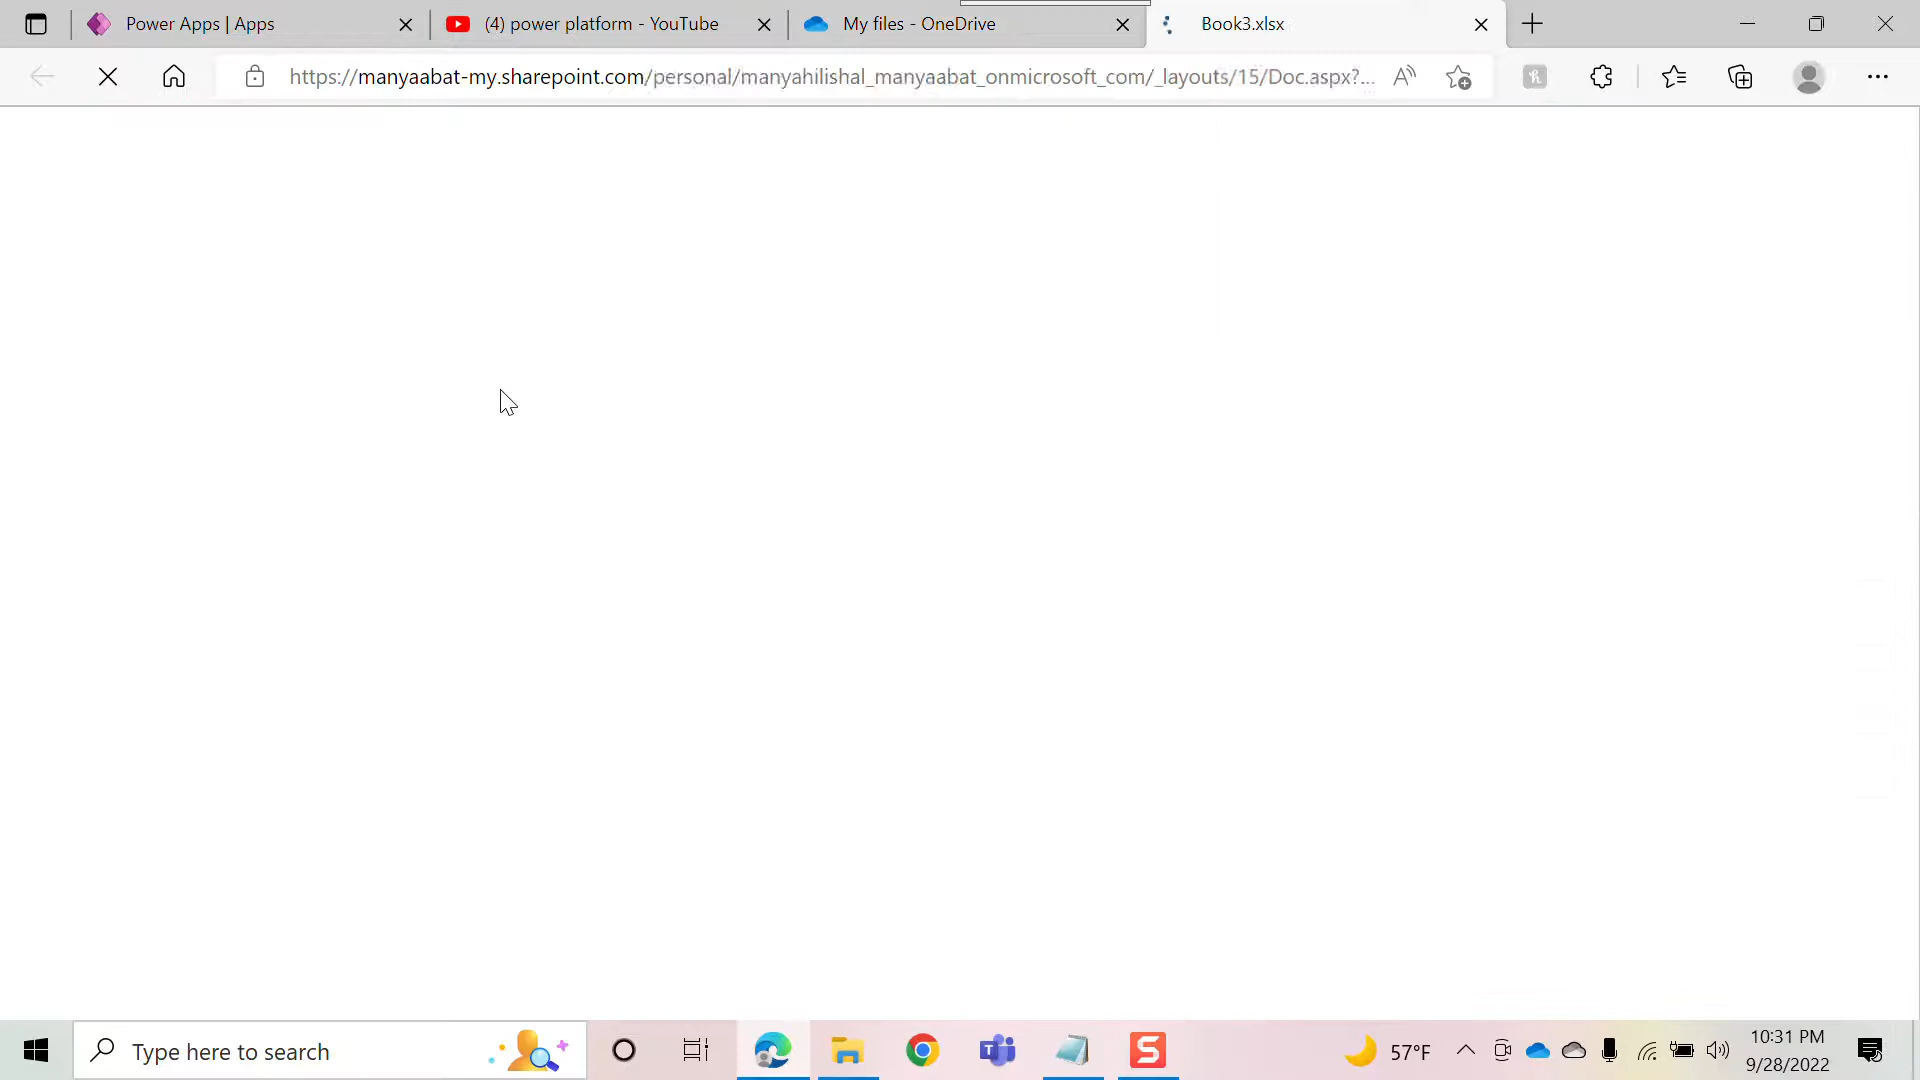 Power Apps | Apps
(4) power platform - YouTube
My files - OneDrive
Book3.xlsx
https://manyaabat-my.sharepoint.com/personal/manyahilishal_manyaabat_onmicrosoft_com/_layouts/15/Doc.aspx?...
Type here to search
57°F
10:31 PM
9/28/2022